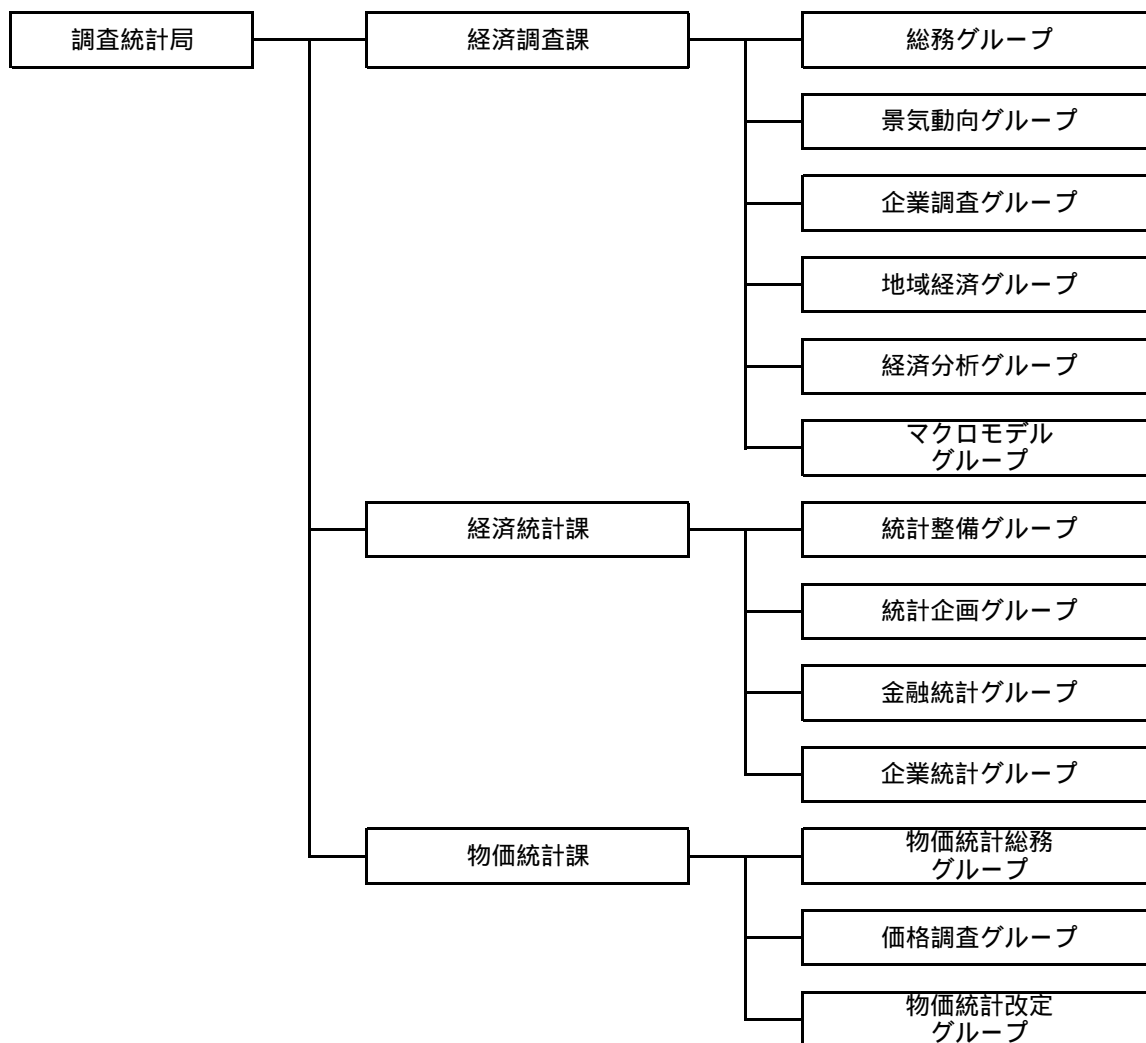 調査統計局
経済調査課
総務グループ
景気動向グループ
企業調査グループ
地域経済グループ
経済分析グループ
マクロモデル
グループ
経済統計課
統計整備グループ
統計企画グループ
金融統計グループ
企業統計グループ
物価統計課
物価統計総務
グループ
価格調査グループ
物価統計改定
グループ